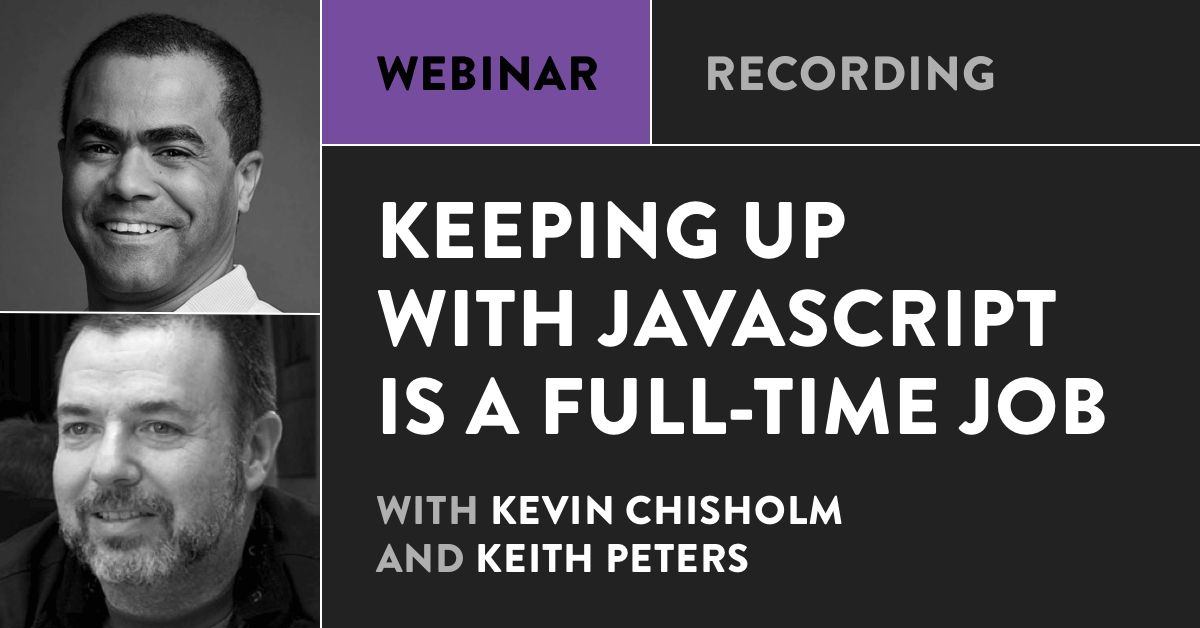 WEBINAR
RECORDING
KEEPING UP
WITH JAVASCRIPT
IS A FULL-TIME JOB
WITH KEVIN CHISHOLM
AND KEITH PETERS